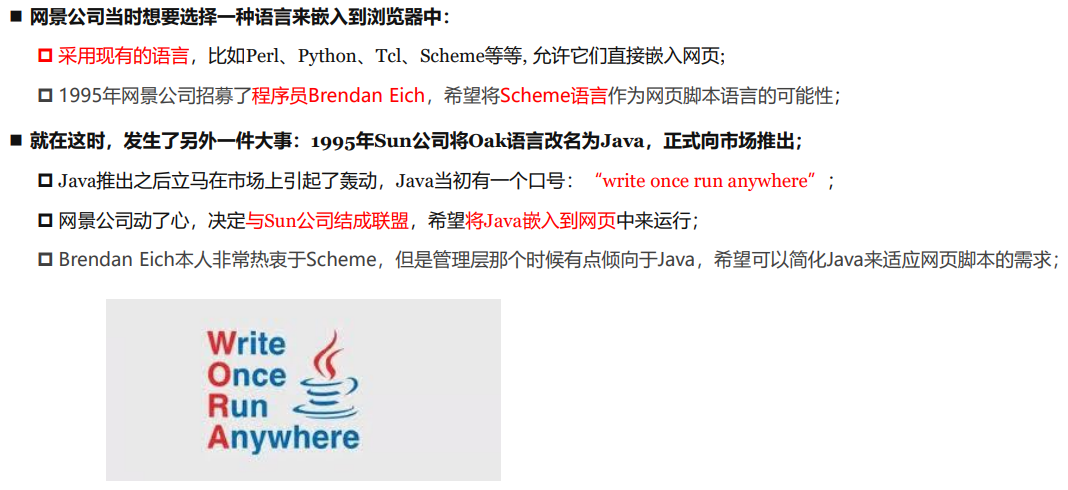 网景公司当时想要选择一种语言来嵌入到浏览器中：
采用现有的语言，比如Perl、Python、Tcl、Scheme等等, 允许它们直接嵌入网页;
1995年网景公司招募了程序员Brendan Eich，希望将Scheme语言作为网页脚本语言的可能性；
就在这时，发生了另外一件大事：1995年Sun公司将Oak语言改名为Java，正式向市场推出；
Java推出之后立马在市场上引起了轰动，Java当初有一个口号：“write once run anywhere”；
网景公司动了心，决定与Sun公司结成联盟，希望将Java嵌入到网页中来运行；
Brendan Eich本人非常热衷于Scheme，但是管理层那个时候有点倾向于Java，希望可以简化Java来适应网页脚本的需求；
Write
Once
Run
Anywhere